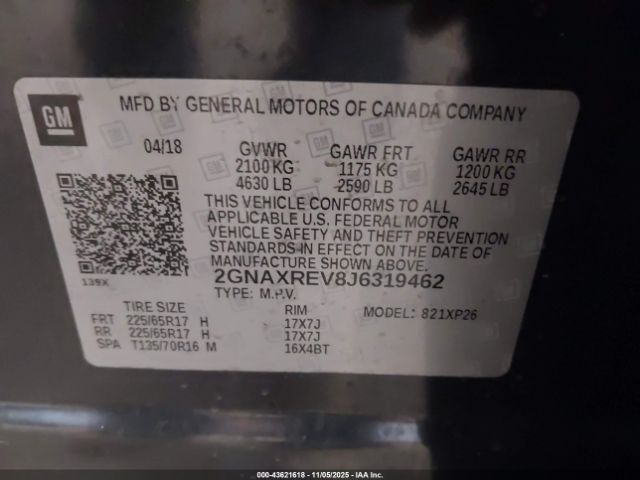 GM
MFD BY GENERAL MOTORS OF CANADA COMPANY
04/18 GVWR GAWR FRT GAWR RR
2100 KG 1175 KG 1200 KG
4630 LB 2590 LB 2645 LB
THIS VEHICLE CONFORMS TO ALL
APPLICABLE U.S. FEDERAL MOTOR
VEHICLE SAFETY AND THEFT PREVENTION
STANDARDS IN EFFECT ON THE DATE OF
MANUFACTURE SHOWN ABOVE.
139X 2GNAXREV8J6319462
TYPE: M.P.V.
TIRE SIZE RIM MODEL: 821XP26
FRT 225/65R17 H 17X7J
RR 225/65R17 H 17X7J
SPA T135/70R16 M 16X4BT
000-43621618 - 11/05/2025 - IAA Inc.